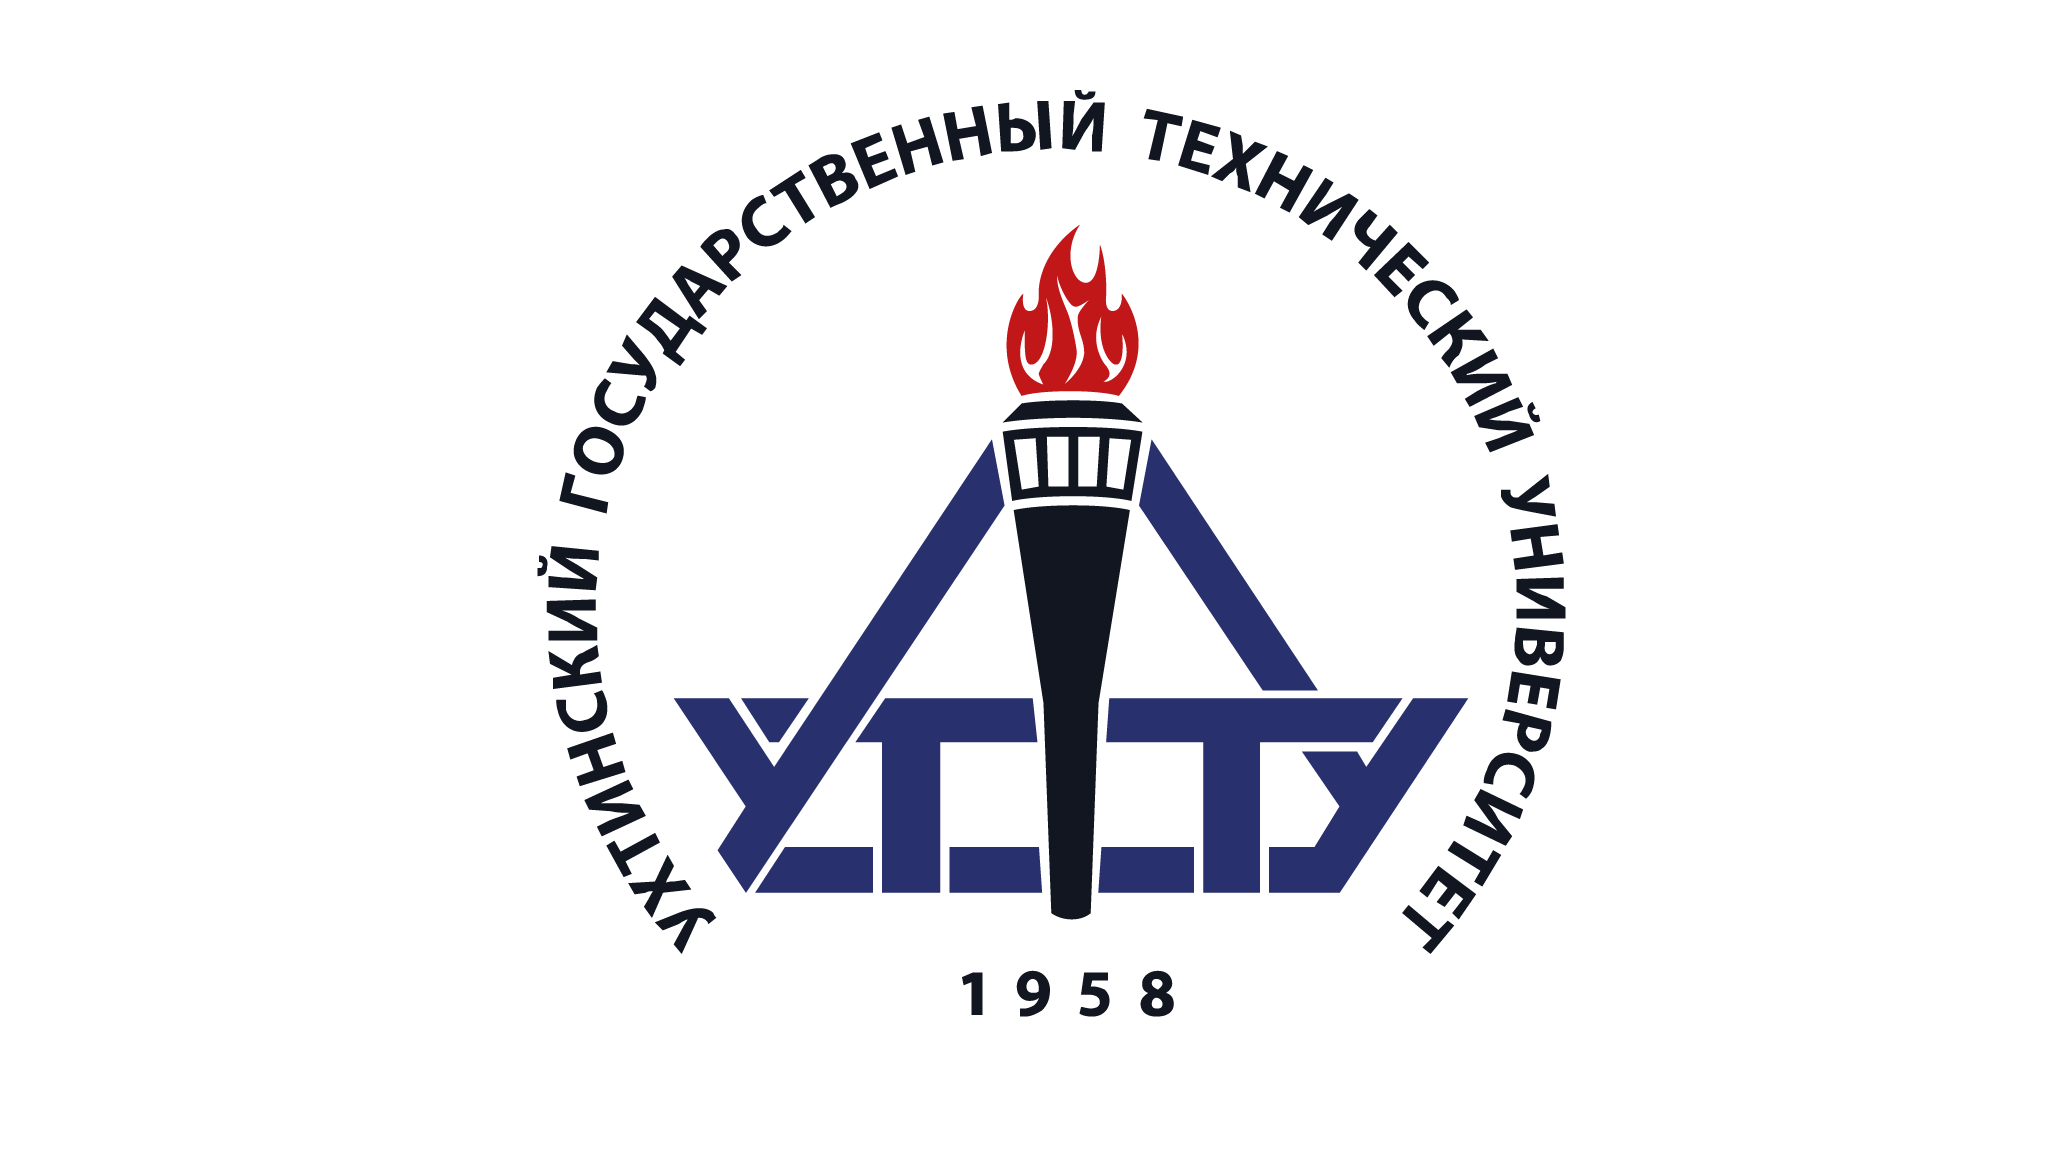 УХТИНСКИЙ ГОСУДАРСТВЕННЫЙ ТЕХНИЧЕСКИЙ УНИВЕРСИТЕТ
УГТУ
1958